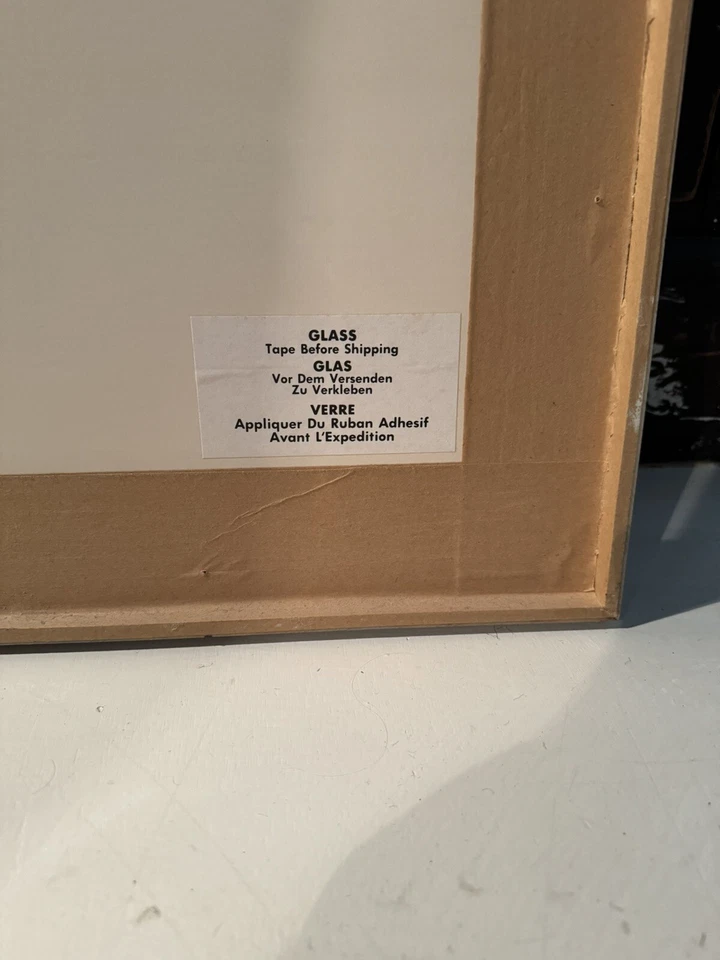 GLASS
Tape Before Shipping
GLAS
Vor Dem Versenden
Zu Verkleben
VERRE
Appliquer Du Ruban Adhesif
Avant L'Expedition